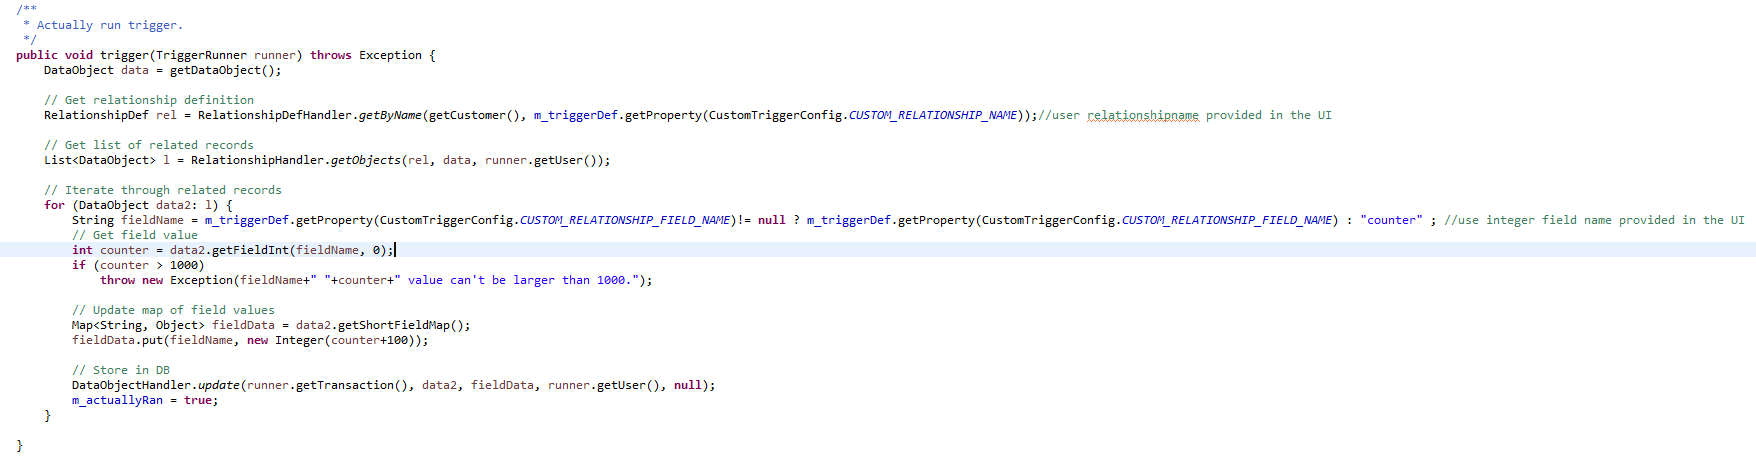 /**
 * Actually run trigger.
 */
public void trigger(TriggerRunner runner) throws Exception {
    DataObject data = getDataObject();

    // Get relationship definition
    RelationshipDef rel = RelationshipDefHandler.getByName(getCustomer(), m_triggerDef.getProperty(CustomTriggerConfig.CUSTOM_RELATIONSHIP_NAME));//user relationshipname provided in the UI

    // Get list of related records
    List<DataObject> l = RelationshipHandler.getObjects(rel, data, runner.getUser());

    // Iterate through related records
    for (DataObject data2: l) {
        String fieldName = m_triggerDef.getProperty(CustomTriggerConfig.CUSTOM_RELATIONSHIP_FIELD_NAME)!= null ? m_triggerDef.getProperty(CustomTriggerConfig.CUSTOM_RELATIONSHIP_FIELD_NAME) : "counter" ; //use integer field name provided in the UI
        // Get field value
        int counter = data2.getFieldInt(fieldName, 0);
        if (counter > 1000)
            throw new Exception(fieldName+" "+counter+" value can't be larger than 1000.");

        // Update map of field values
        Map<String, Object> fieldData = data2.getShortFieldMap();
        fieldData.put(fieldName, new Integer(counter+100));

        // Store in DB
        DataObjectHandler.update(runner.getTransaction(), data2, fieldData, runner.getUser(), null);
        m_actuallyRan = true;
    }

}